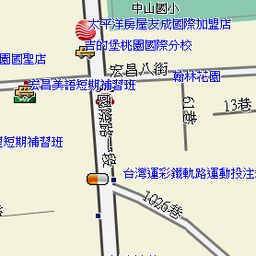 中山國小
太平洋房屋友成國際加盟店
吉的堡桃園國際分校
園國聖店
宏昌八街
翰林花園
宏昌美語短期補習班
國際路一段
61巷
13巷
短期補習班
台灣運彩鐵軌路運動投注
1026巷